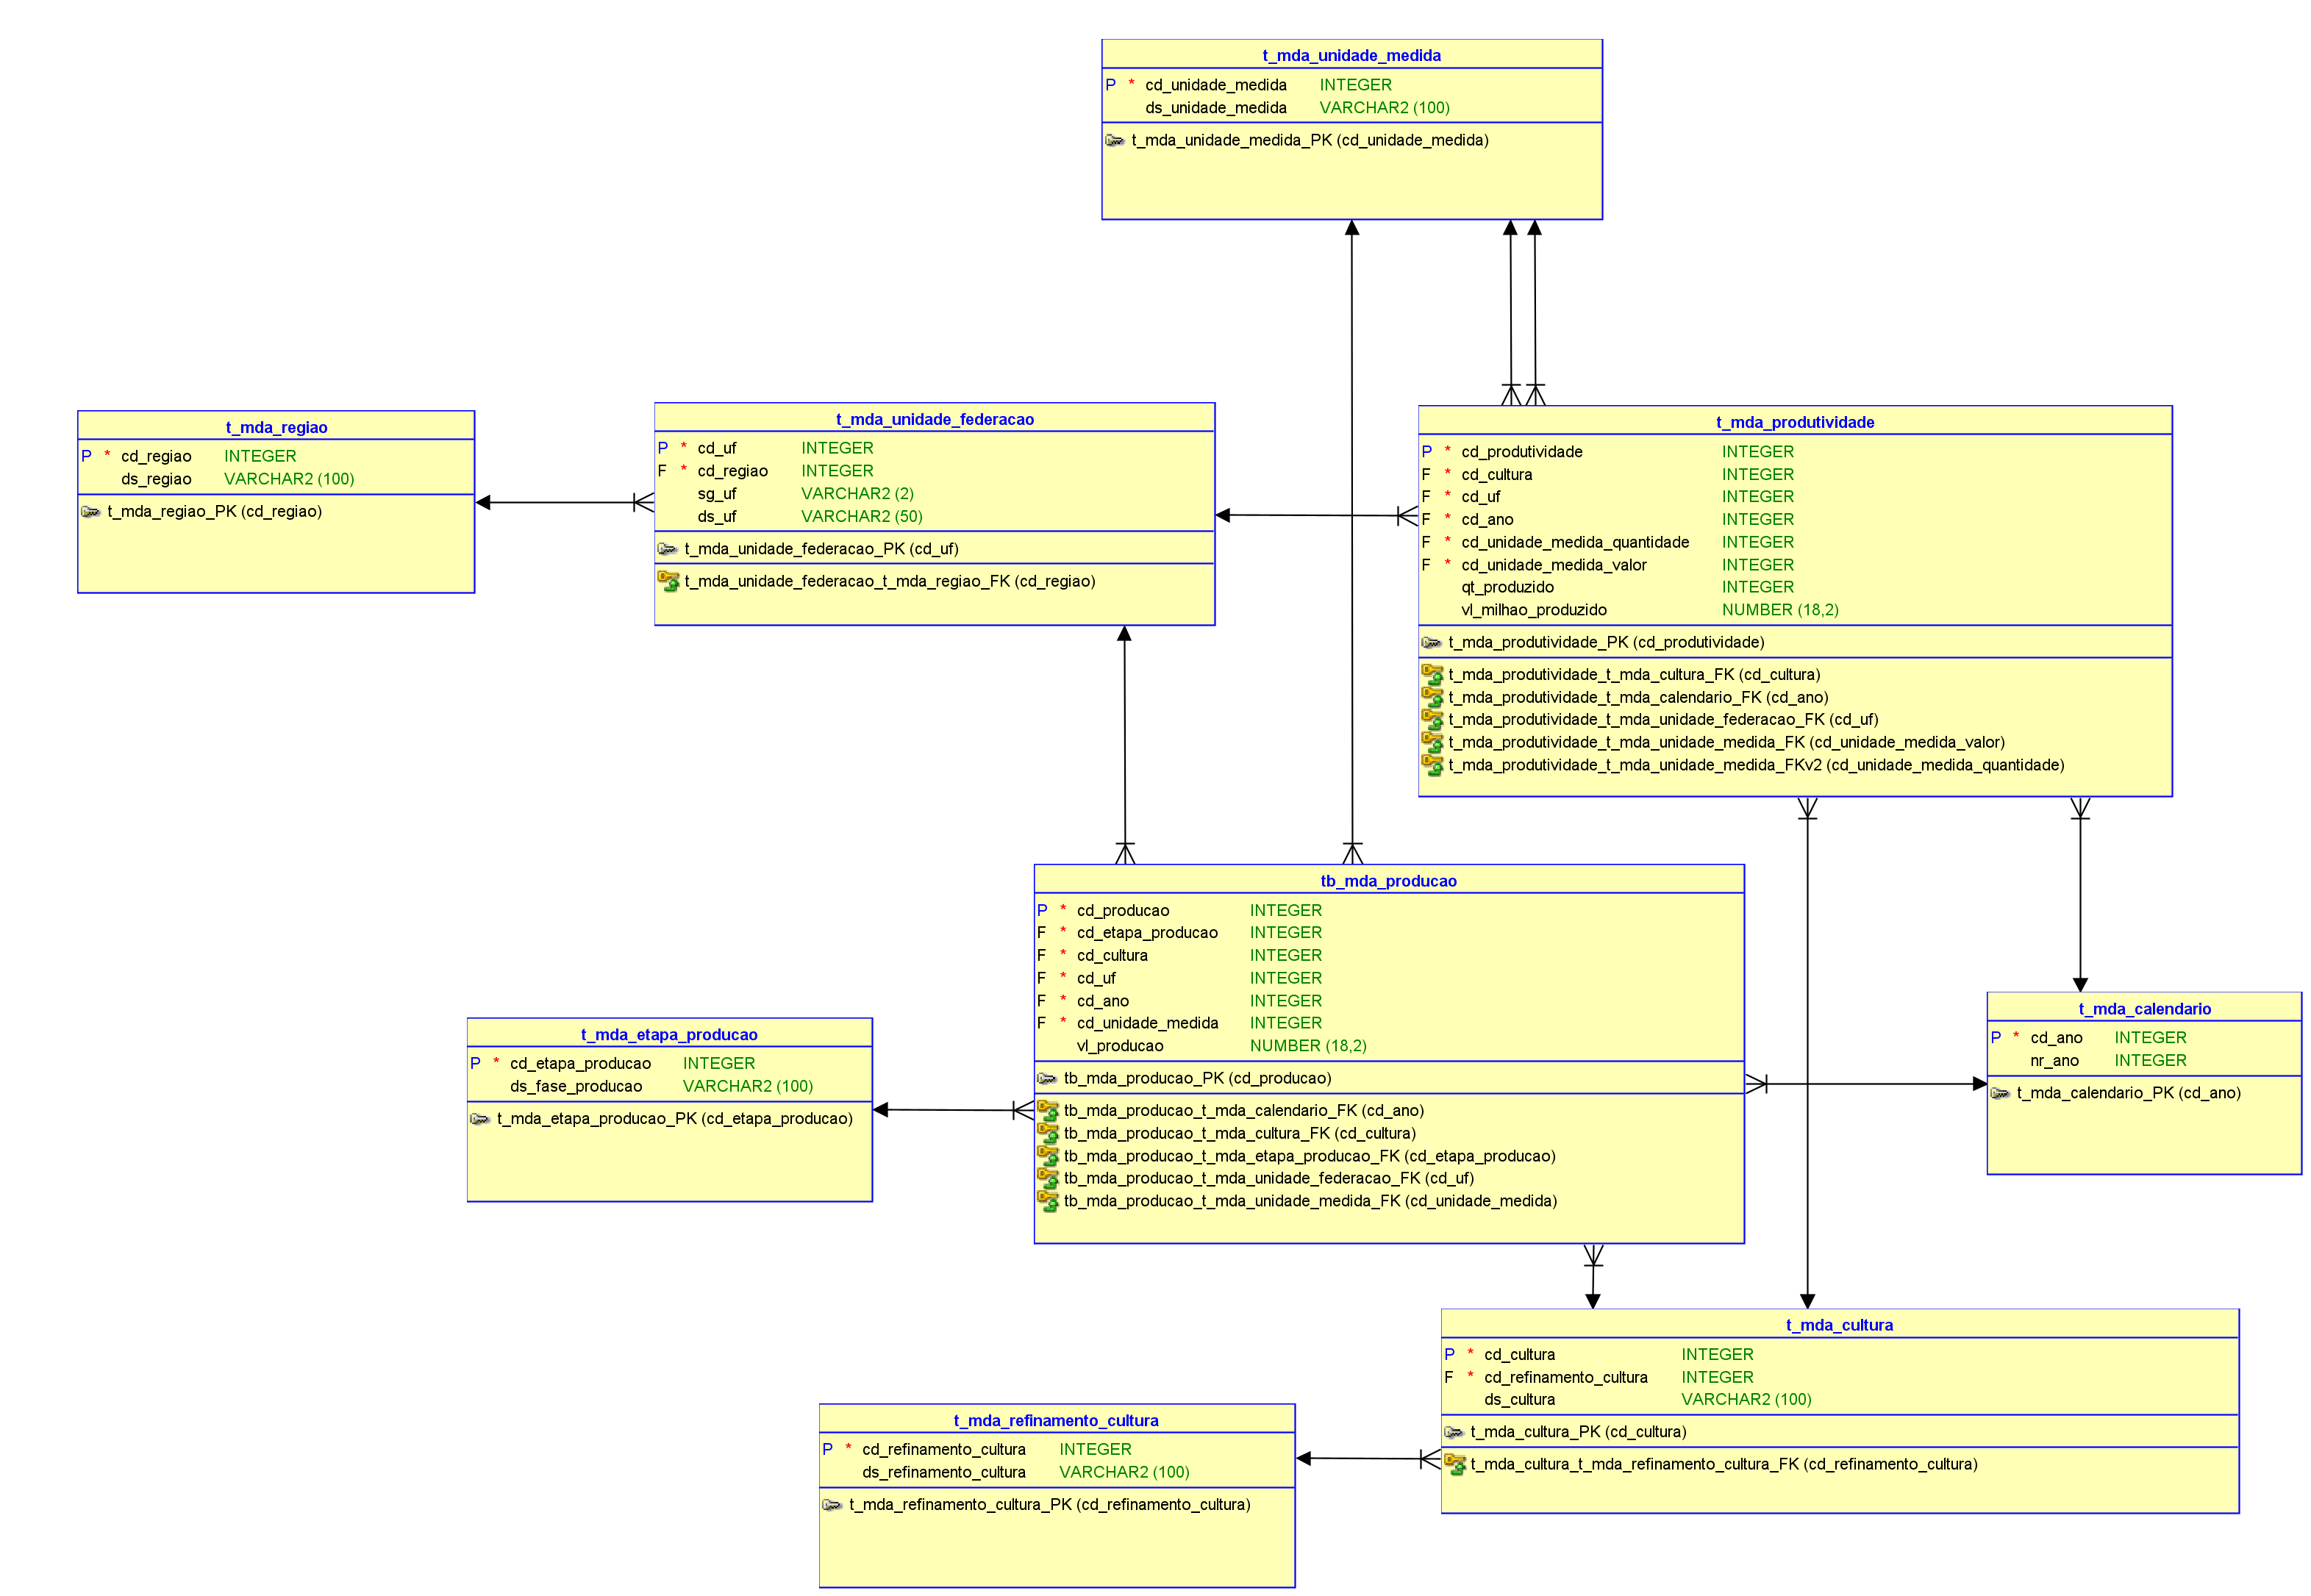 t_mda_unidade_medida
P * cd_unidade_medida INTEGER
ds_unidade_medida VARCHAR2 (100)
t_mda_unidade_medida_PK (cd_unidade_medida)
t_mda_regiao
P * cd_regiao INTEGER
ds_regiao VARCHAR2 (100)
t_mda_regiao_PK (cd_regiao)
t_mda_unidade_federacao
P * cd_uf INTEGER
F * cd_regiao INTEGER
sg_uf VARCHAR2 (2)
ds_uf VARCHAR2 (50)
t_mda_unidade_federacao_PK (cd_uf)
t_mda_unidade_federacao_t_mda_regiao_FK (cd_regiao)
t_mda_produtividade
P * cd_produtividade INTEGER
F * cd_cultura INTEGER
F * cd_uf INTEGER
F * cd_ano INTEGER
F * cd_unidade_medida_quantidade INTEGER
F * cd_unidade_medida_valor INTEGER
qt_produzido INTEGER
vl_milhao_produzido NUMBER (18,2)
t_mda_produtividade_PK (cd_produtividade)
t_mda_produtividade_t_mda_cultura_FK (cd_cultura)
t_mda_produtividade_t_mda_calendario_FK (cd_ano)
t_mda_produtividade_t_mda_unidade_federacao_FK (cd_uf)
t_mda_produtividade_t_mda_unidade_medida_FK (cd_unidade_medida_valor)
t_mda_produtividade_t_mda_unidade_medida_FKv2 (cd_unidade_medida_quantidade)
tb_mda_producao
P * cd_producao INTEGER
F * cd_etapa_producao INTEGER
F * cd_cultura INTEGER
F * cd_uf INTEGER
F * cd_ano INTEGER
F * cd_unidade_medida INTEGER
vl_producao NUMBER (18,2)
tb_mda_producao_PK (cd_producao)
tb_mda_producao_t_mda_calendario_FK (cd_ano)
tb_mda_producao_t_mda_cultura_FK (cd_cultura)
tb_mda_producao_t_mda_etapa_producao_FK (cd_etapa_producao)
tb_mda_producao_t_mda_unidade_federacao_FK (cd_uf)
tb_mda_producao_t_mda_unidade_medida_FK (cd_unidade_medida)
t_mda_etapa_producao
P * cd_etapa_producao INTEGER
ds_fase_producao VARCHAR2 (100)
t_mda_etapa_producao_PK (cd_etapa_producao)
t_mda_calendario
P * cd_ano INTEGER
nr_ano INTEGER
t_mda_calendario_PK (cd_ano)
t_mda_cultura
P * cd_cultura INTEGER
F * cd_refinamento_cultura INTEGER
ds_cultura VARCHAR2 (100)
t_mda_cultura_PK (cd_cultura)
t_mda_cultura_t_mda_refinamento_cultura_FK (cd_refinamento_cultura)
t_mda_refinamento_cultura
P * cd_refinamento_cultura INTEGER
ds_refinamento_cultura VARCHAR2 (100)
t_mda_refinamento_cultura_PK (cd_refinamento_cultura)